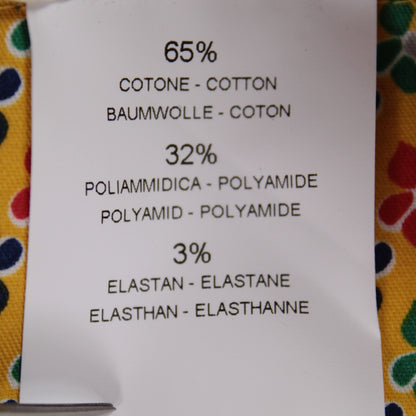 65%
COTONE - COTTON
BAUMWOLLE - COTON
32%
POLIAMMIDICA - POLYAMIDE
POLYAMID - POLYAMIDE
3%
ELASTAN - ELASTANE
ELASTHAN - ELASTHANNE